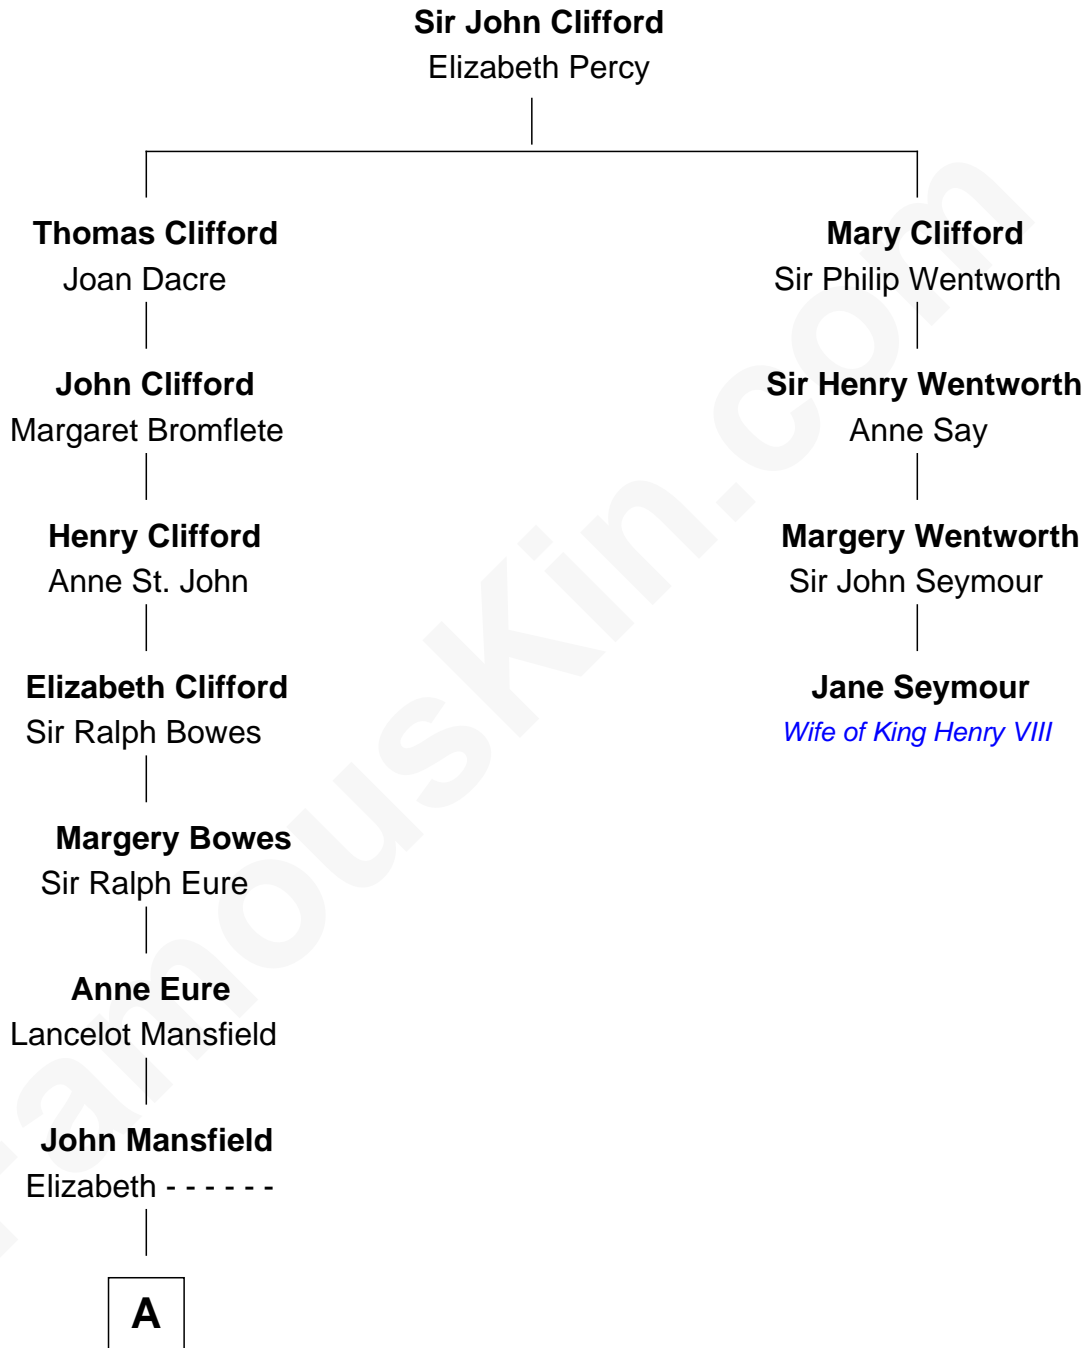 Sir John Clifford
Elizabeth Percy
Thomas Clifford
Joan Dacre
Mary Clifford
Sir Philip Wentworth
John Clifford
Margaret Bromflete
Sir Henry Wentworth
Anne Say
Henry Clifford
Anne St. John
Margery Wentworth
Sir John Seymour
Elizabeth Clifford
Sir Ralph Bowes
Jane Seymour
Wife of King Henry VIII
Margery Bowes
Sir Ralph Eure
Anne Eure
Lancelot Mansfield
John Mansfield
Elizabeth - - - - - -
A
FamousKin.com